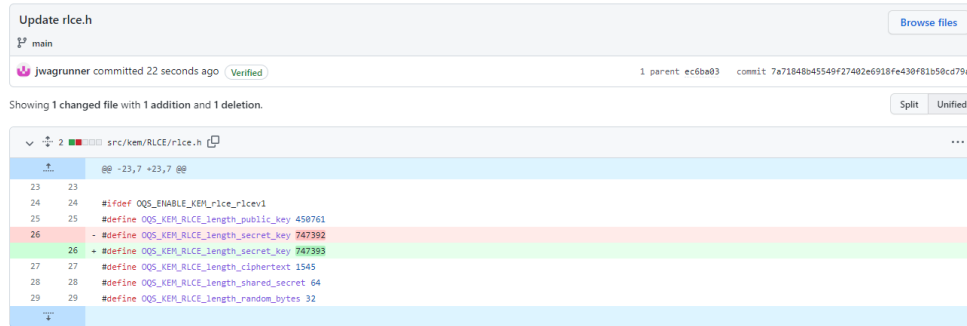 Update rlce.h
Browse files
main
jwagrunner committed 22 seconds ago Verified
1 parent ec6ba03 commit 7a71848b45549f27402e6918fe430f81b50cd79a
Showing 1 changed file with 1 addition and 1 deletion.
Split Unified
2 src/kem/RLCE/rlce.h
@@ -23,7 +23,7 @@
23 23
24 24 #ifdef OQS_ENABLE_KEM_rlce_rlcev1
25 25 #define OQS_KEM_RLCE_length_public_key 450761
26 - #define OQS_KEM_RLCE_length_secret_key 747392
26 + #define OQS_KEM_RLCE_length_secret_key 747393
27 27 #define OQS_KEM_RLCE_length_ciphertext 1545
28 28 #define OQS_KEM_RLCE_length_shared_secret 64
29 29 #define OQS_KEM_RLCE_length_random_bytes 32